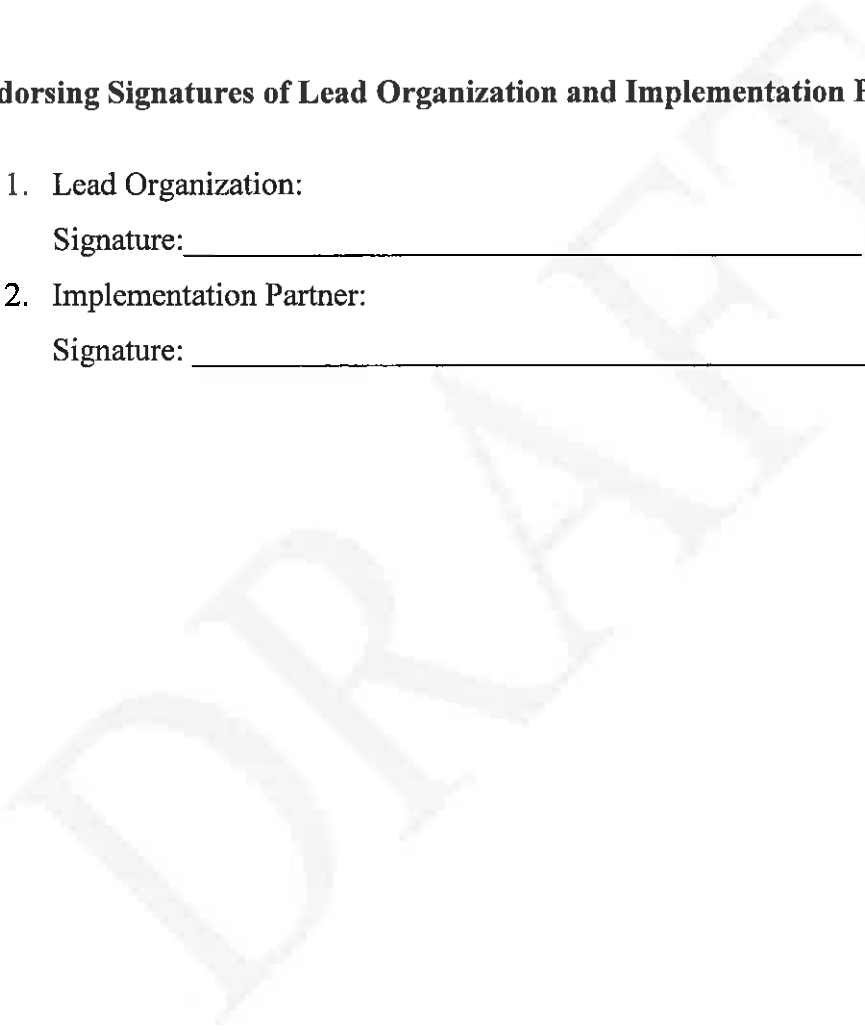 dorsing Signatures of Lead Organization and Implementation P
1. Lead Organization:
Signature:
2. Implementation Partner:
Signature:
DRAFT